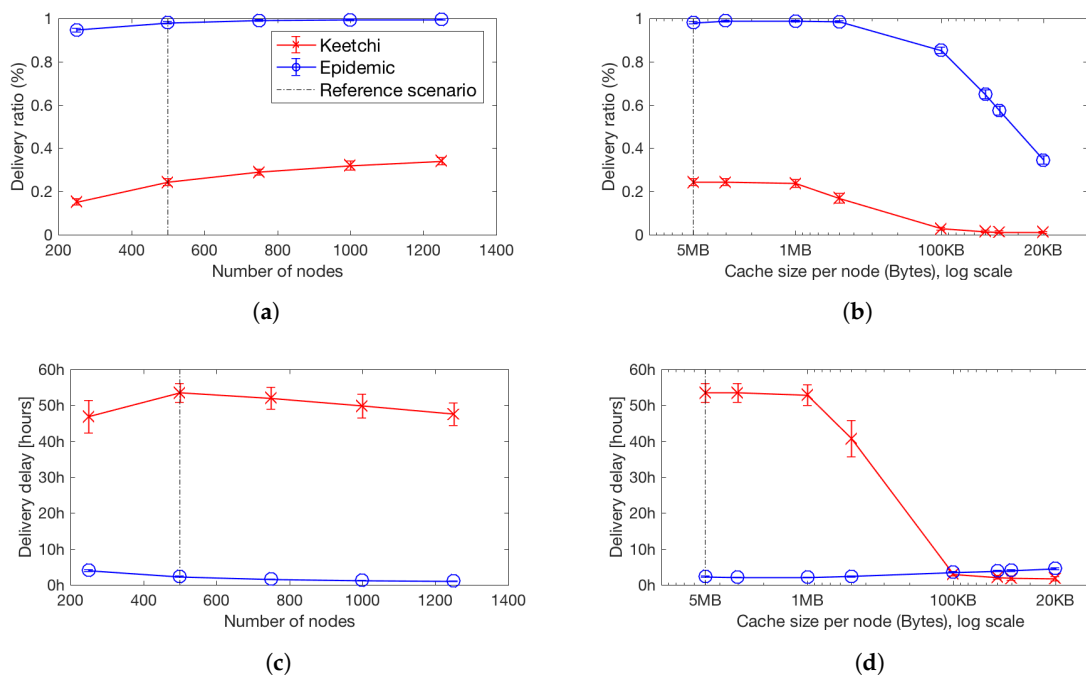 1
0.8
0.6
0.4
0.2
0
Delivery ratio (%)
200 400 600 800 1000 1200 1400
Number of nodes
Keetchi
Epidemic
Reference scenario
(a)
1
0.8
0.6
0.4
0.2
0
Delivery ratio (%)
5MB 1MB 100KB 20KB
Cache size per node (Bytes), log scale
(b)
60h
50h
40h
30h
20h
10h
0h
Delivery delay [hours]
200 400 600 800 1000 1200 1400
Number of nodes
(c)
60h
50h
40h
30h
20h
10h
0h
Delivery delay [hours]
5MB 1MB 100KB 20KB
Cache size per node (Bytes), log scale
(d)